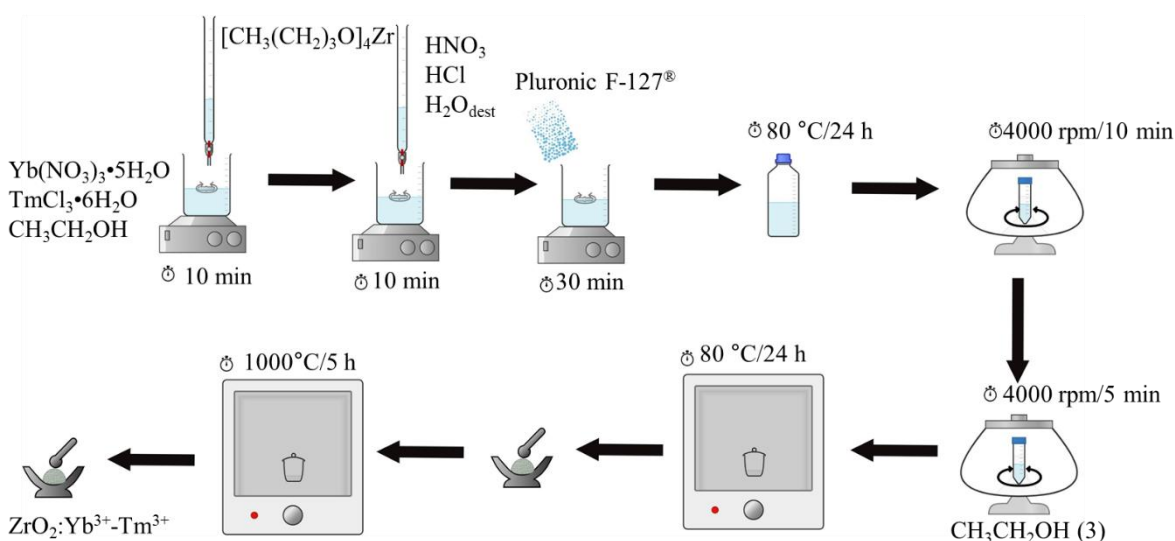 [CH₃(CH₂)₃O]₄Zr
HNO₃
HCl
H₂O_dest
Pluronic F-127®
Yb(NO₃)₃•5H₂O
TmCl₃•6H₂O
CH₃CH₂OH
10 min
10 min
30 min
80 °C/24 h
4000 rpm/10 min
4000 rpm/5 min
CH₃CH₂OH (3)
80 °C/24 h
1000°C/5 h
ZrO₂:Yb³⁺-Tm³⁺